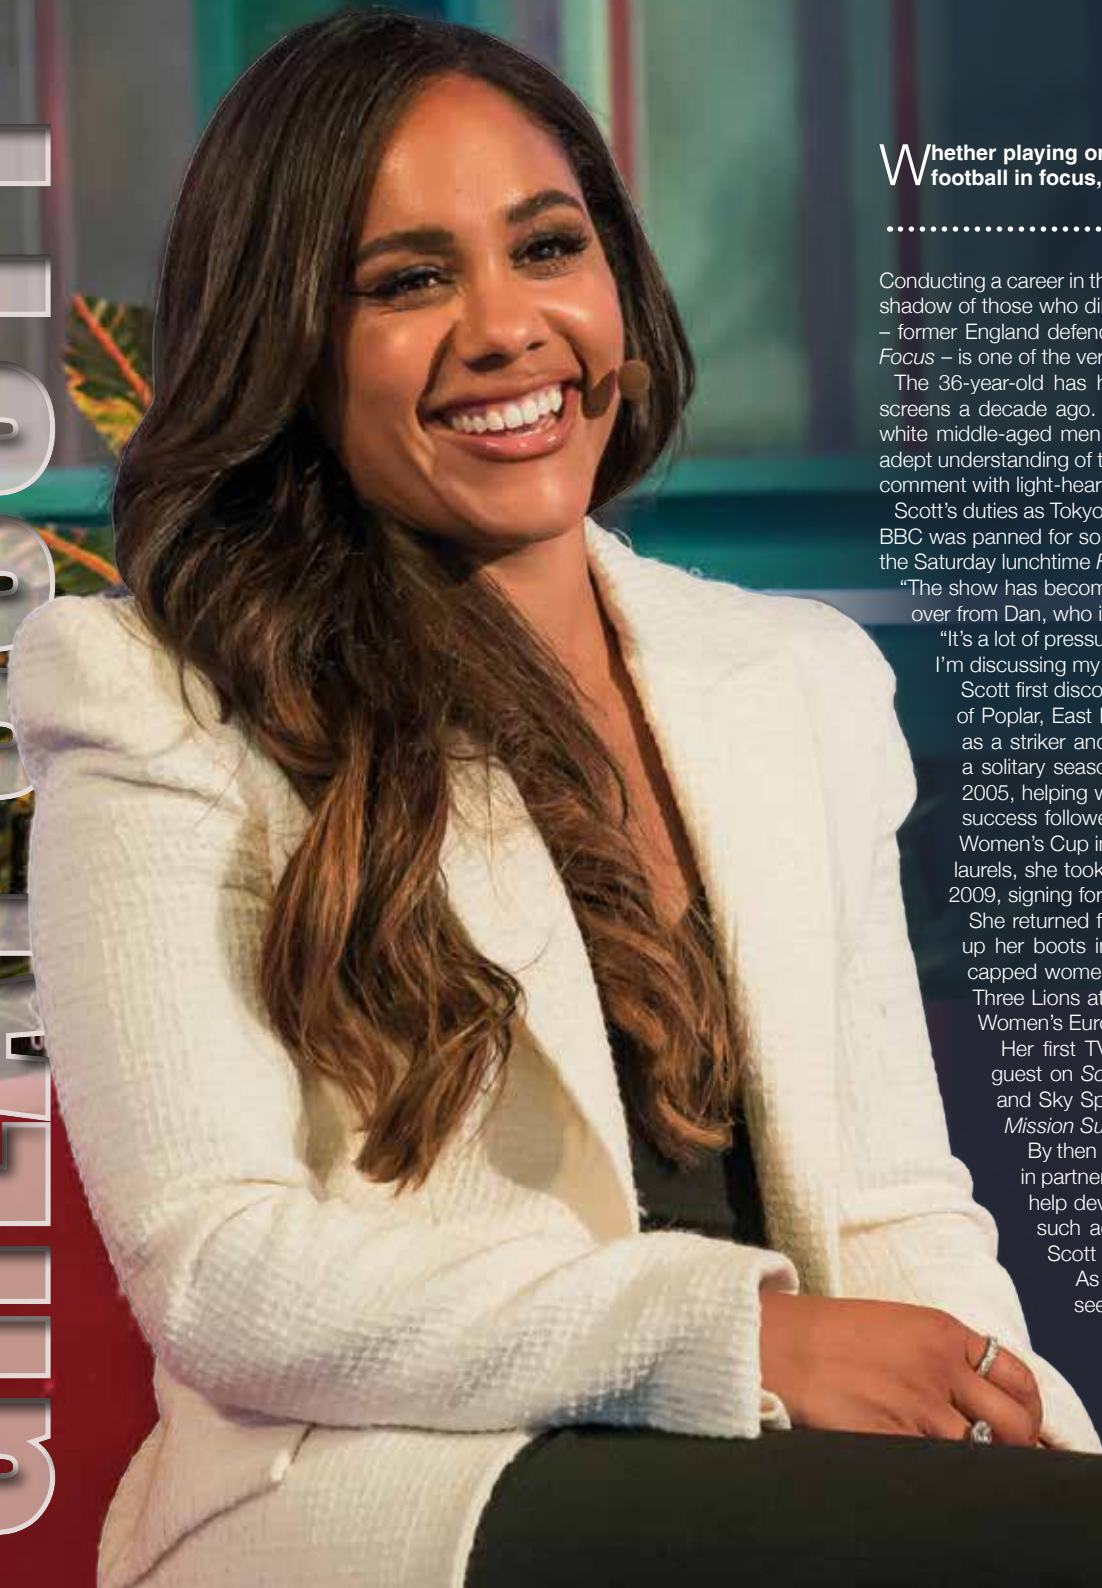 Whether playing or
football in focus,
Conducting a career in th
shadow of those who di
– former England defend
Focus – is one of the ver
The 36-year-old has h
screens a decade ago.
white middle-aged men
adept understanding of t
comment with light-hear
Scott’s duties as Tokyo
BBC was panned for so
the Saturday lunchtime F
“The show has becom
over from Dan, who i
“It’s a lot of pressu
I’m discussing my
Scott first disco
of Poplar, East
as a striker and
a solitary seaso
2005, helping w
success followe
Women’s Cup in
laurels, she took
2009, signing for
She returned f
up her boots in
capped wome
Three Lions at
Women’s Euro
Her first TV
guest on So
and Sky Sp
Mission Su
By then
in partner
help dev
such a
Scott
As
see